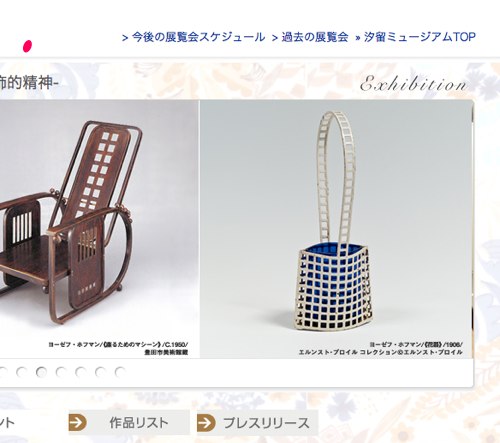 > 今後の展覧会スケジュール > 過去の展覧会 » 汐留ミュージアムTOP
飾的精神-
Exhibition
ヨーゼフ・ホフマン/《座るためのマシーン》/C.1950/
豊田市美術館蔵
ヨーゼフ・ホフマン/《花器》/1906/
エルンスト・プロイル コレクション©エルンスト・プロイル
ント
作品リスト
プレスリリース